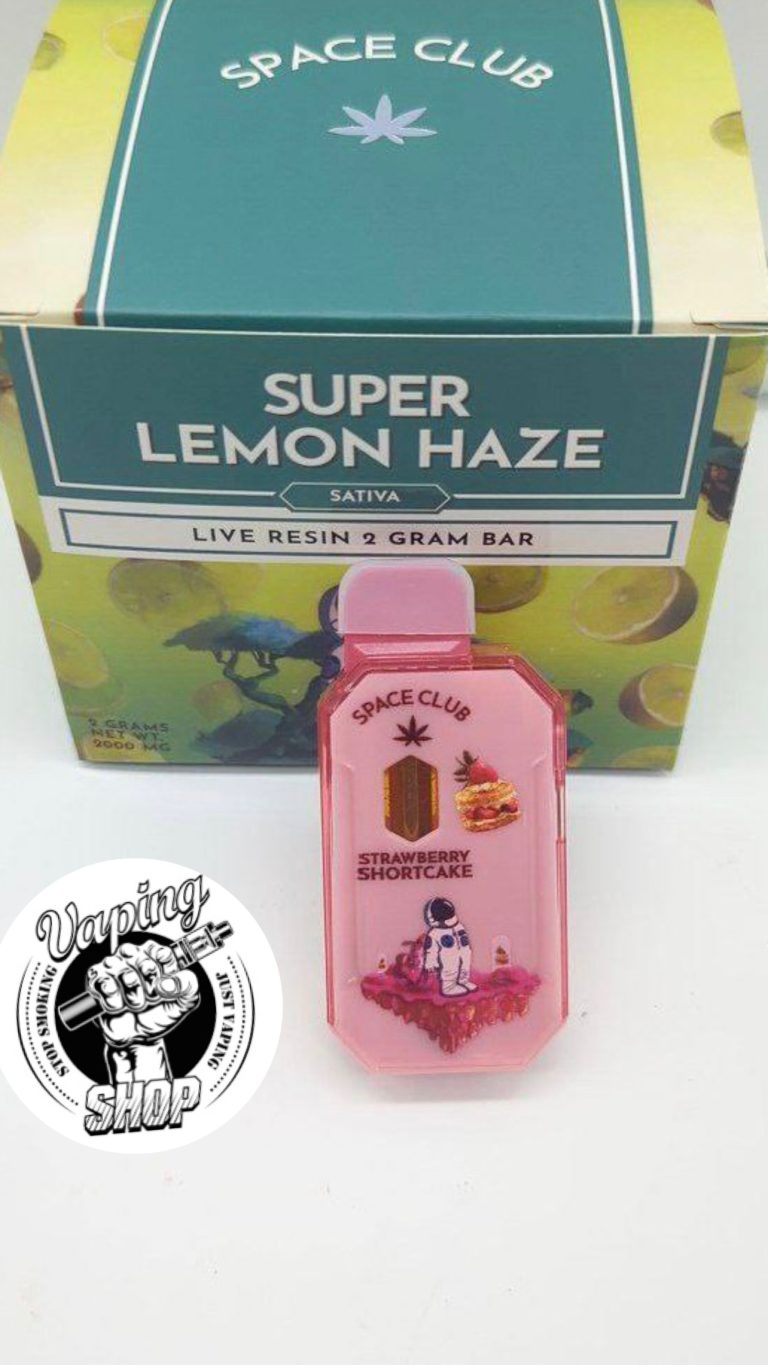 SPACE CLUB
SUPER
LEMON HAZE
SATIVA
LIVE RESIN 2 GRAM BAR
2 GRAMS
NET WT.
2000 MG
SPACE CLUB
STRAWBERRY
SHORTCAKE
Vaping
STOP SMOKING
JUST VAPING
SHOP